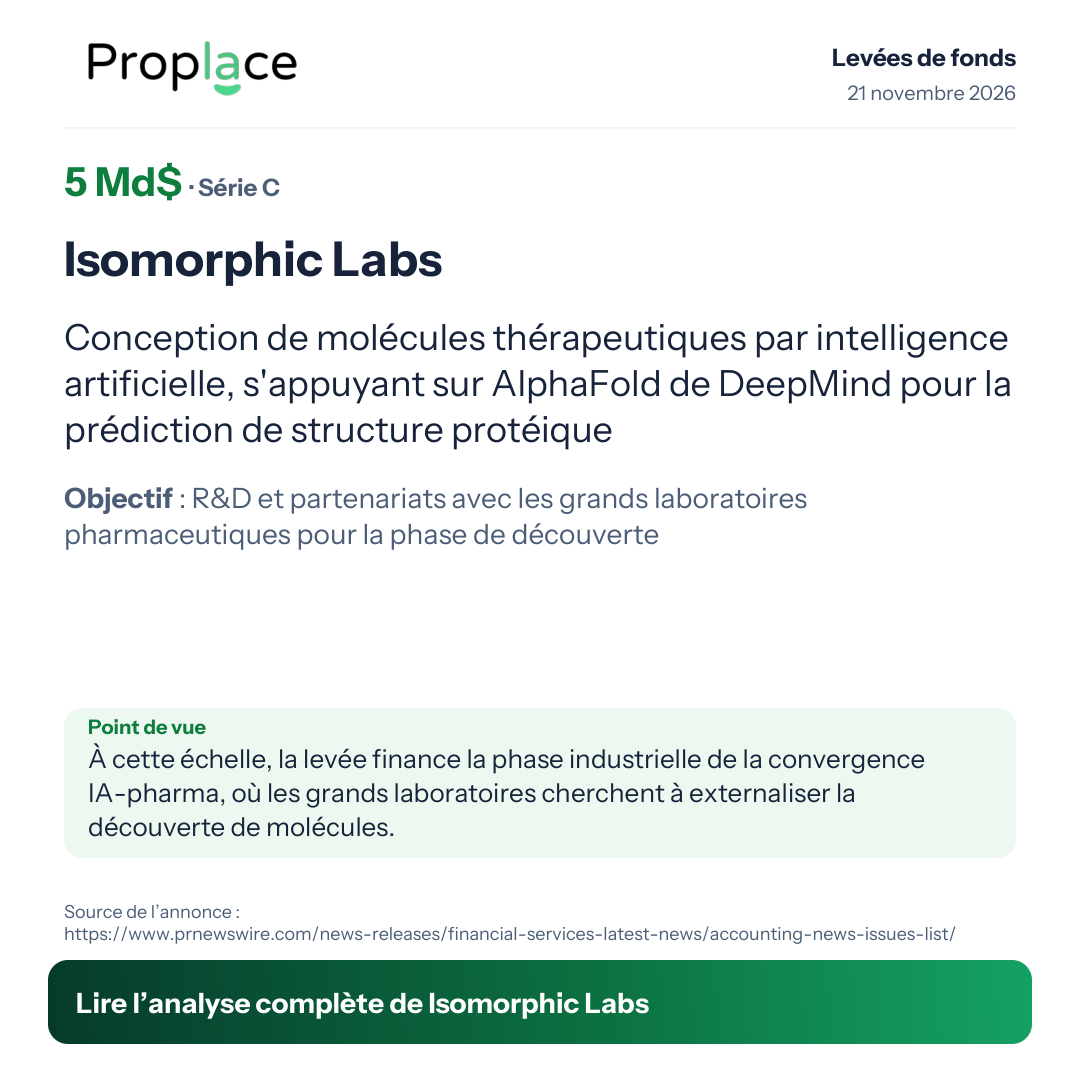 Proplace
Levées de fonds
21 novembre 2026
5 Md$ · Série C
Isomorphic Labs
Conception de molécules thérapeutiques par intelligence
artificielle, s'appuyant sur AlphaFold de DeepMind pour la
prédiction de structure protéique
Objectif : R&D et partenariats avec les grands laboratoires
pharmaceutiques pour la phase de découverte
Point de vue
À cette échelle, la levée finance la phase industrielle de la convergence
IA-pharma, où les grands laboratoires cherchent à externaliser la
découverte de molécules.
Source de l’annonce :
https://www.prnewswire.com/news-releases/financial-services-latest-news/accounting-news-issues-list/
Lire l’analyse complète de Isomorphic Labs